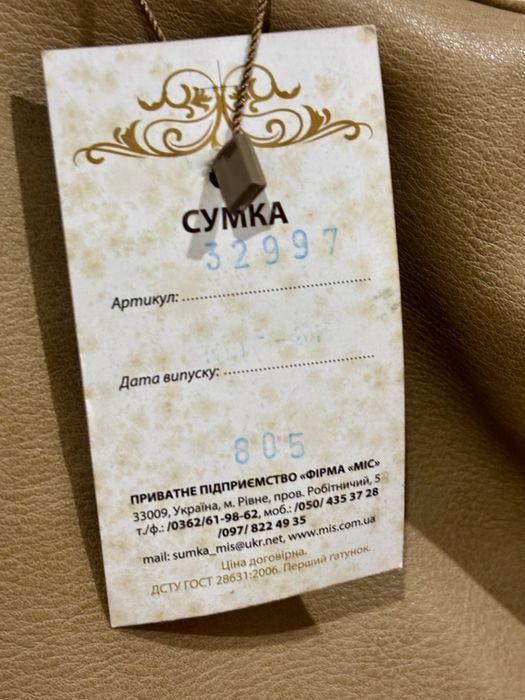 СУМКА
32997
Артикул:
Дата випуску:
805
ПРИВАТНЕ ПІДПРИЄМСТВО «ФІРМА «МІС»
33009, Україна, м. Рівне, пров. Робітничий, 5
т./ф.: /0362/61-98-62, моб.: /050/ 435 37 28
/097/ 822 49 35
mail: sumka_mis@ukr.net, www.mis.com.ua
Ціна договірна.
ДСТУ ГОСТ 28631:2006. Перший ґатунок.